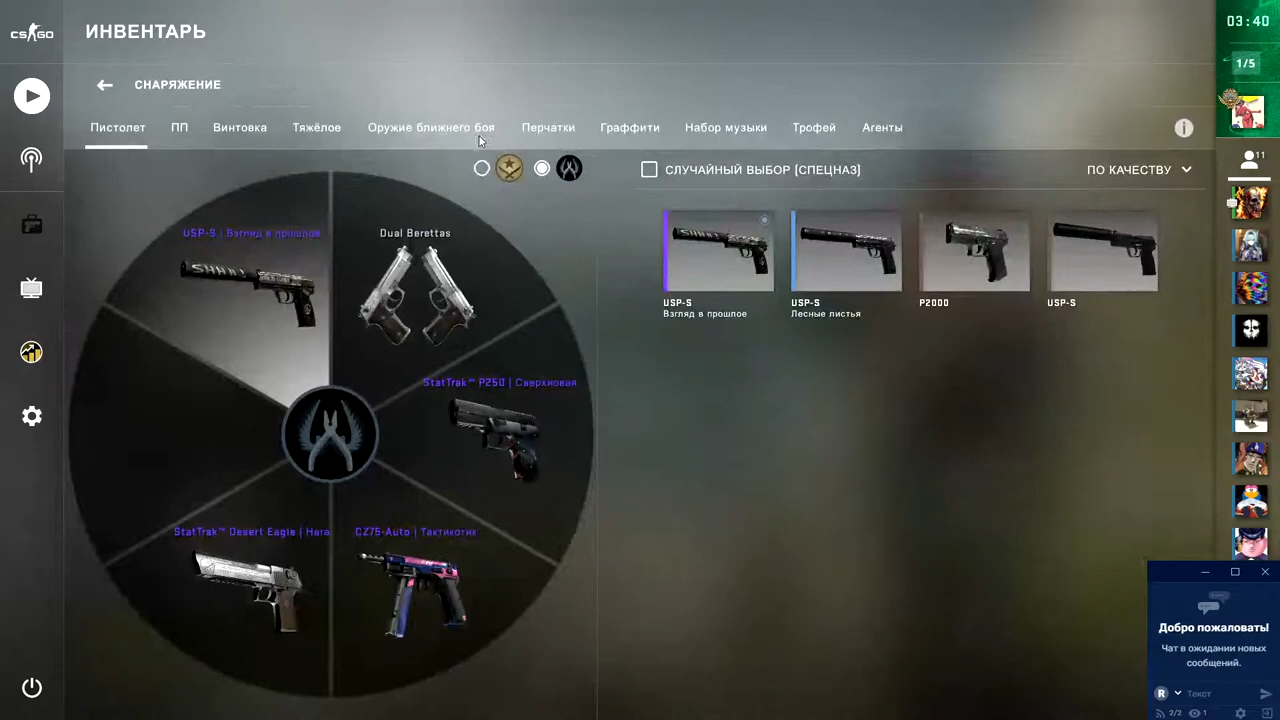 CS:GO
ИНВЕНТАРЬ
03:40
СНАРЯЖЕНИЕ
1/5
Пистолет
ПП
Винтовка
Тяжёлое
Оружие ближнего боя
Перчатки
Граффити
Набор музыки
Трофей
Агенты
11
СЛУЧАЙНЫЙ ВЫБОР (СПЕЦНАЗ)
ПО КАЧЕСТВУ
USP-S | Взгляд в прошлое
Dual Berettas
USP-S
Взгляд в прошлое
USP-S
Лесные листья
P2000
USP-S
StatTrak™ P250 | Сверхновая
StatTrak™ Desert Eagle | Нага
CZ75-Auto | Тактикотик
Добро пожаловать!
Чат в ожидании новых
сообщений.
R
Текст
2/2
1